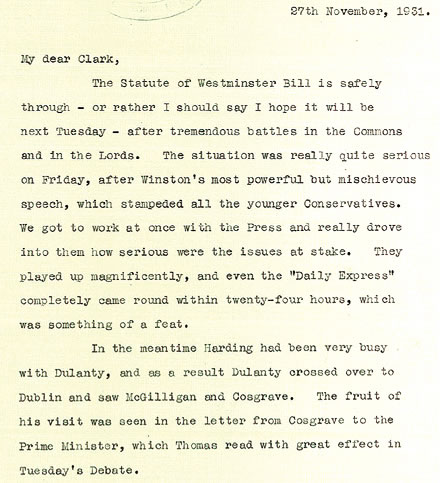 27th November, 1931.
My dear Clark,
The Statute of Westminster Bill is safely
through - or rather I should say I hope it will be
next Tuesday - after tremendous battles in the Commons
and in the Lords. The situation was really quite serious
on Friday, after Winston's most powerful but mischievous
speech, which stampeded all the younger Conservatives.
We got to work at once with the Press and really drove
into them how serious were the issues at stake. They
played up magnificently, and even the "Daily Express"
completely came round within twenty-four hours, which
was something of a feat.
In the meantime Harding had been very busy
with Dulanty, and as a result Dulanty crossed over to
Dublin and saw McGilligan and Cosgrave. The fruit of
his visit was seen in the letter from Cosgrave to the
Prime Minister, which Thomas read with great effect in
Tuesday's Debate.